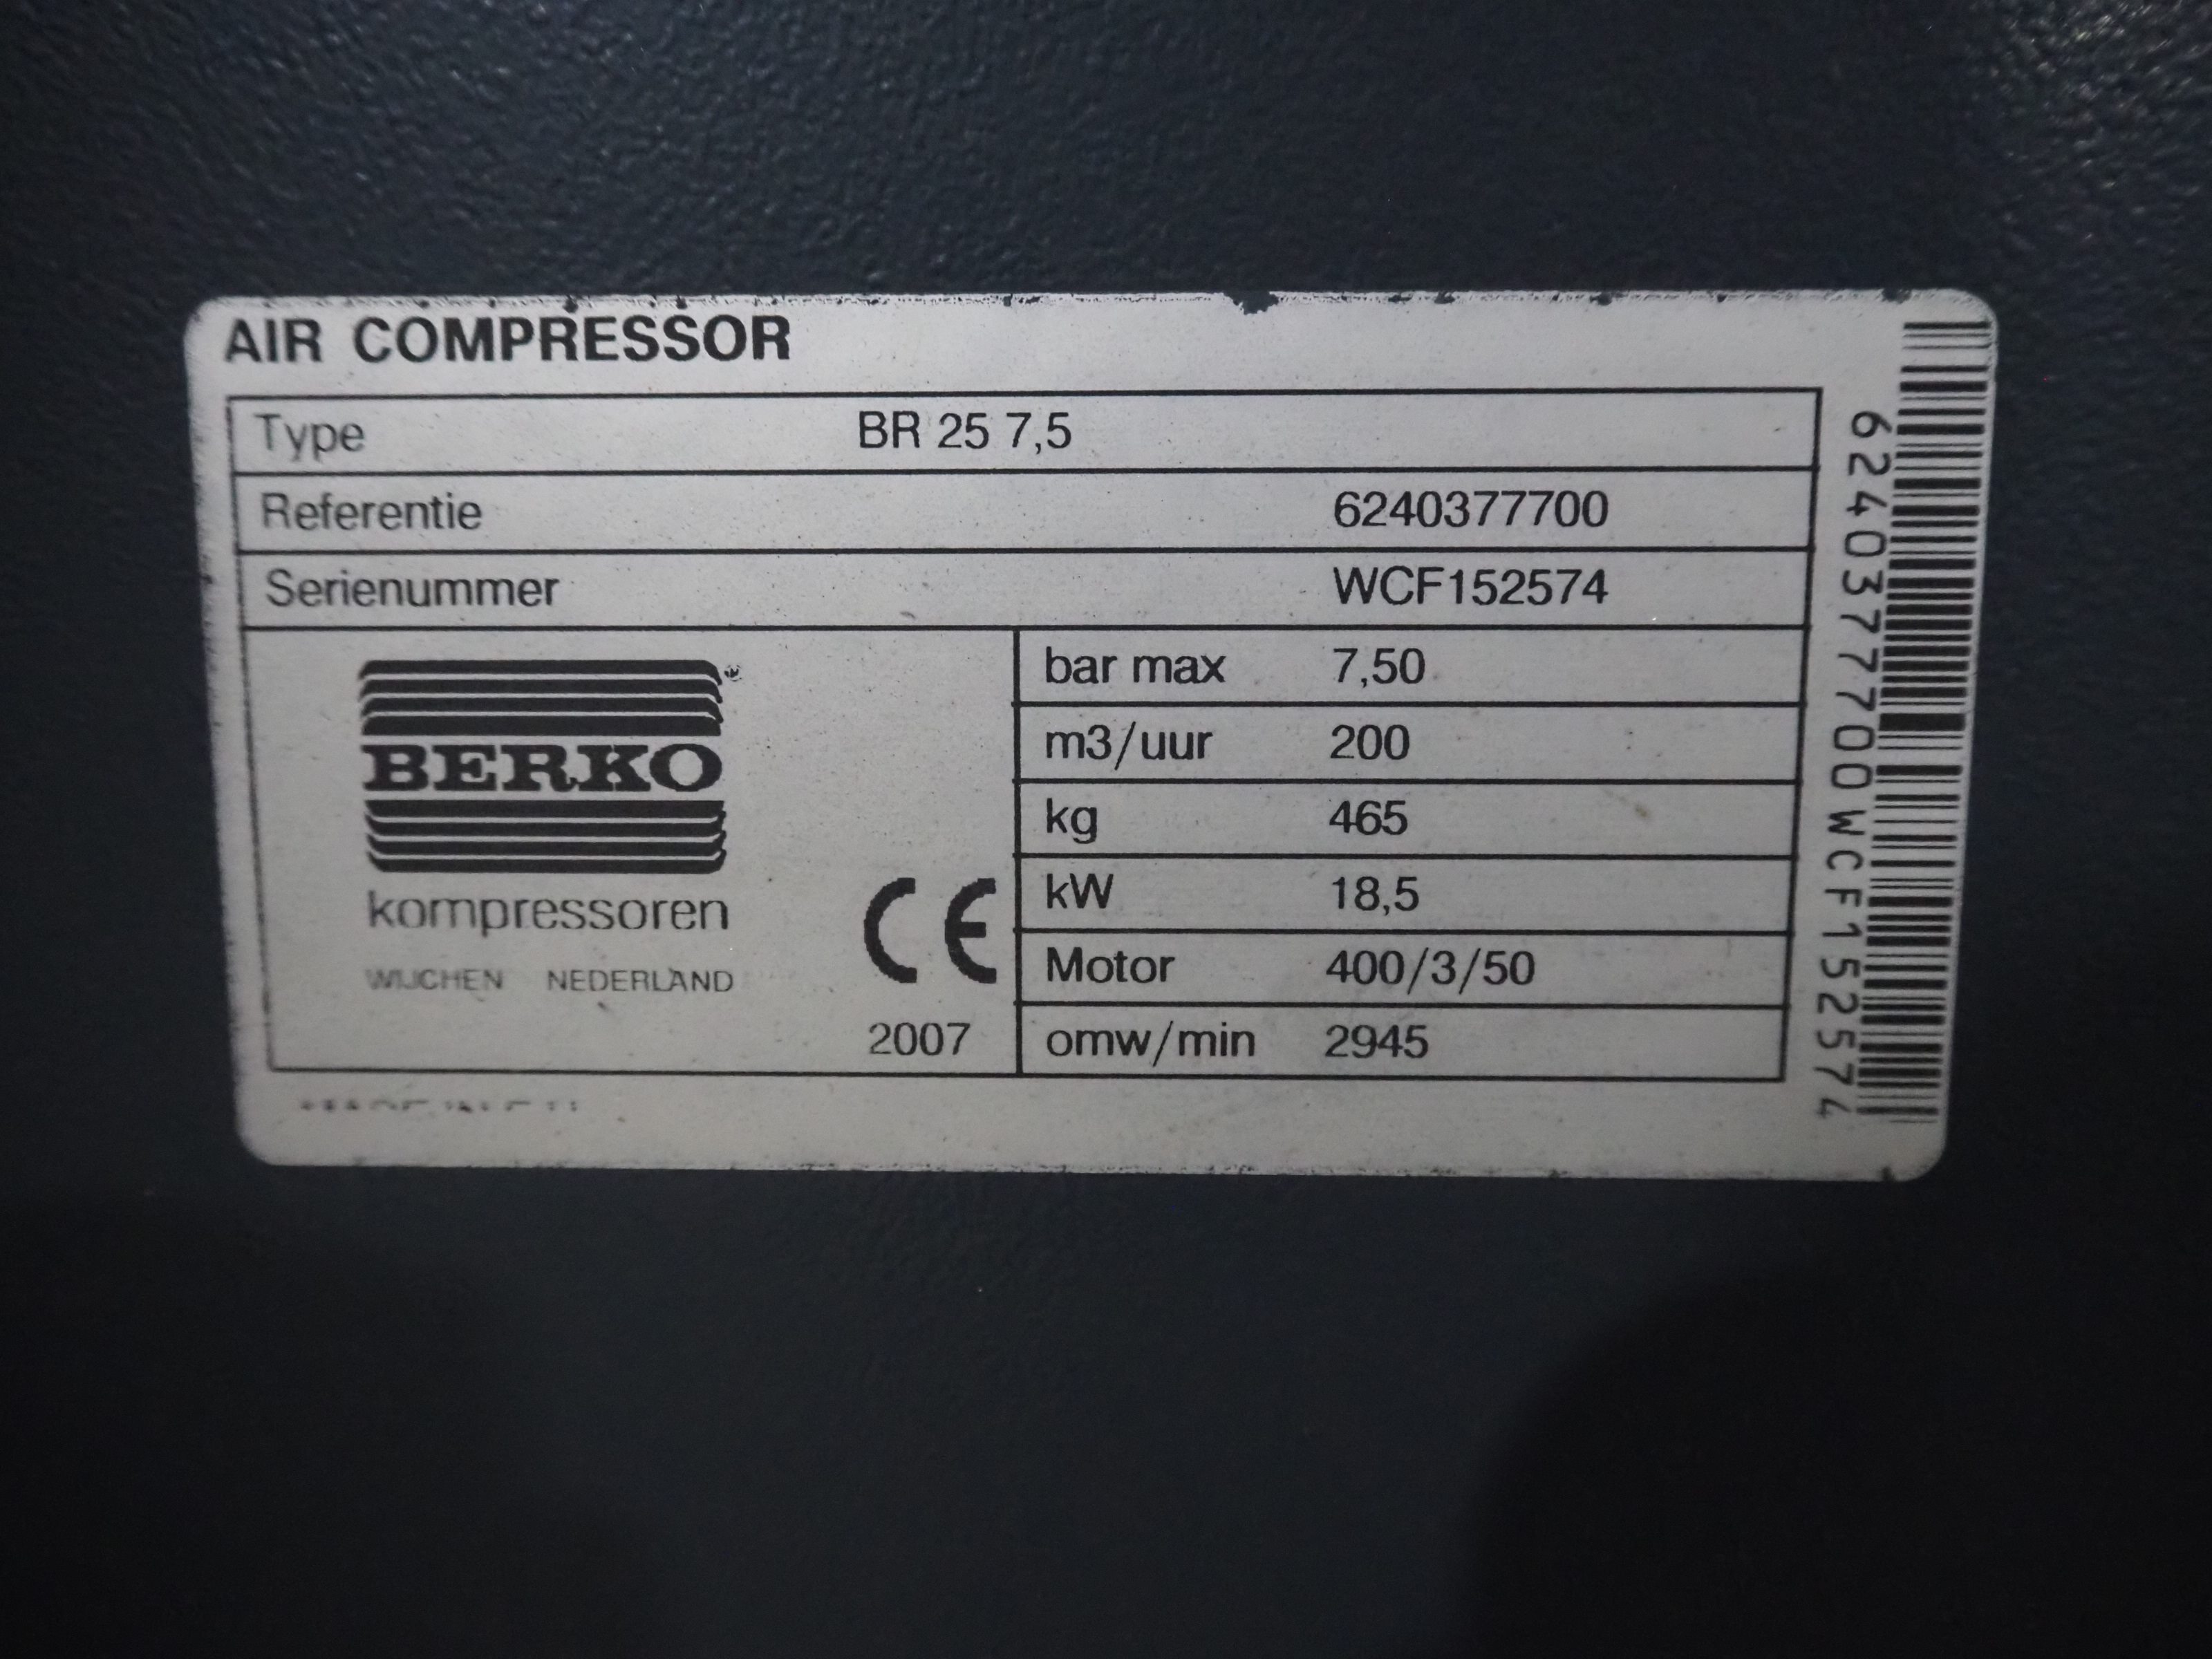 AIR COMPRESSOR
Type BR 25 7,5
Referentie 6240377700
Serienummer WCF152574
BERKO
kompressoren
WIJCHEN NEDERLAND
CE
2007
bar max 7,50
m3/uur 200
kg 465
kW 18,5
Motor 400/3/50
omw/min 2945
6240377700WCF152574